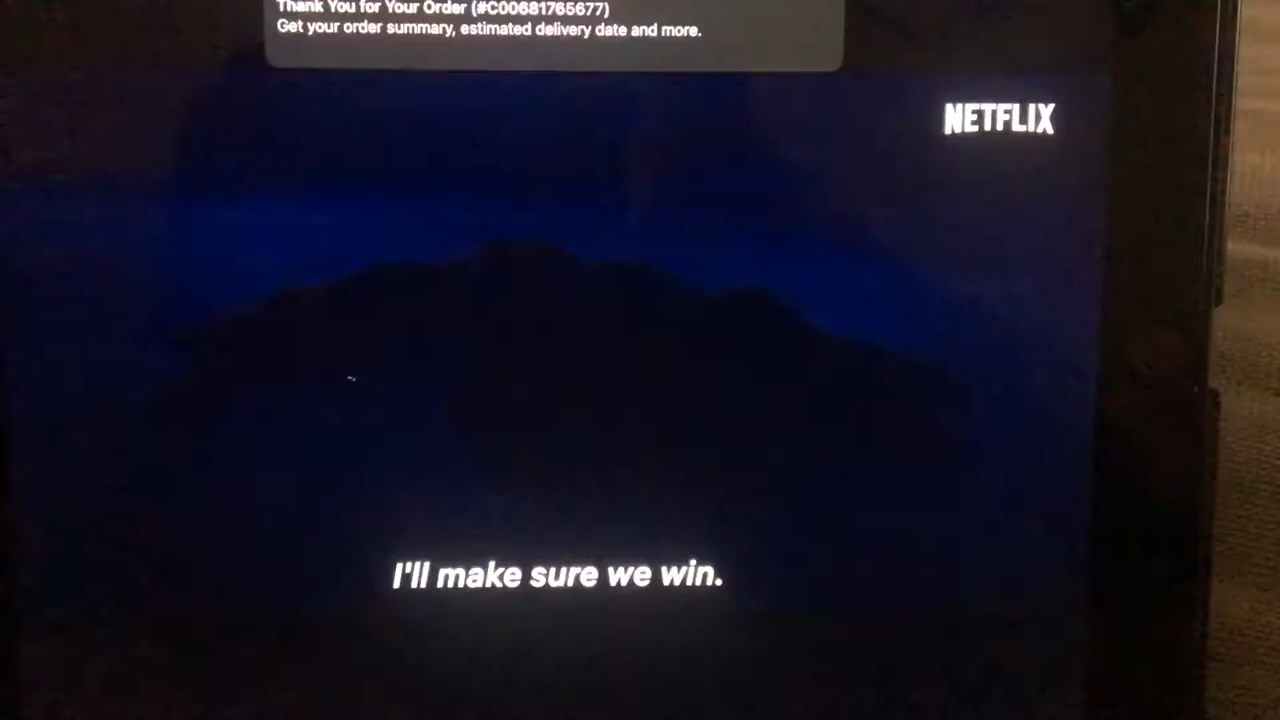 Thank You for Your Order (#C00681765677)
Get your order summary, estimated delivery date and more.
NETFLIX
I'll make sure we win.